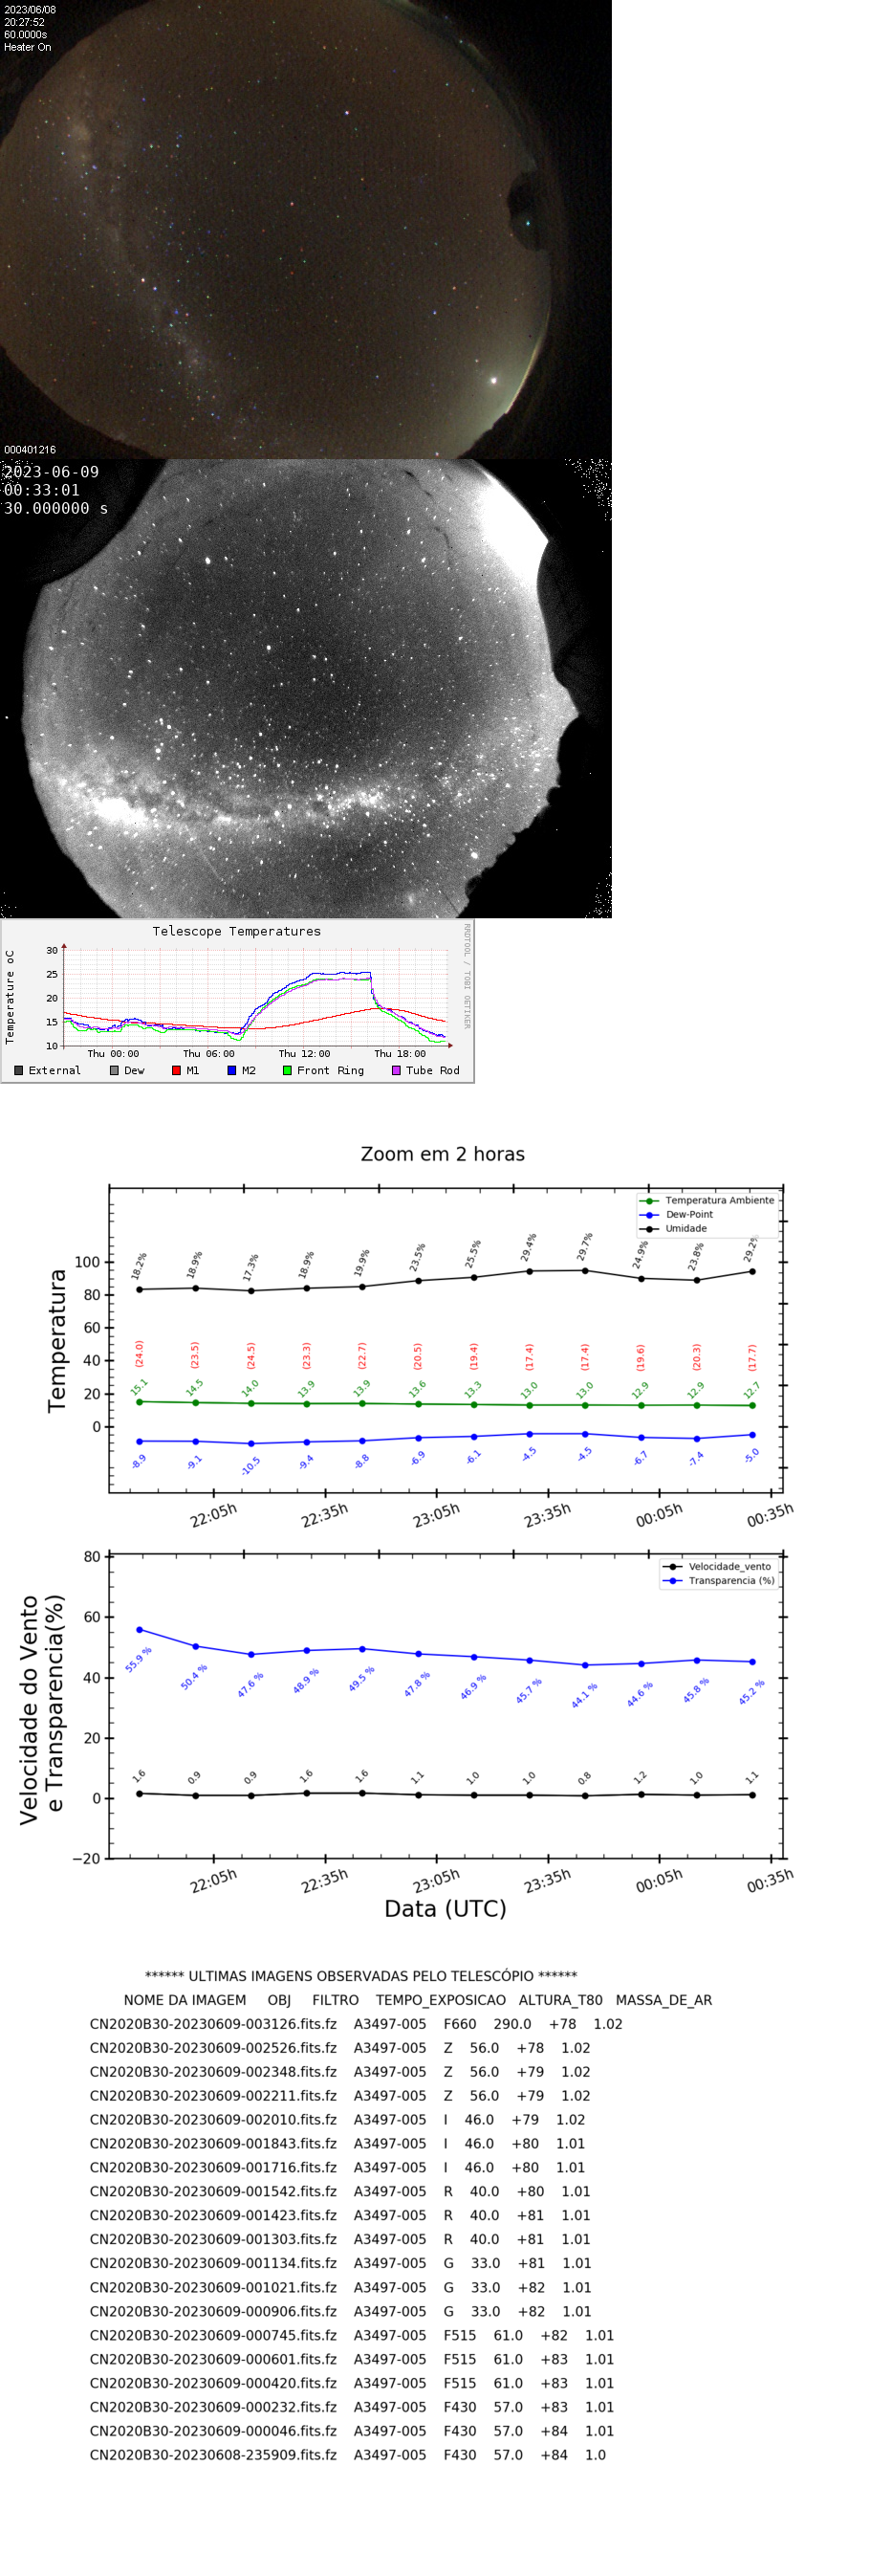 2023/06/08
20:27:52
60.0000s
Heater On
000401216
2023-06-09
00:33:01
30.000000 s
Telescope Temperatures
RRDTOOL / TOBI OETIKER
Temperature oC
30
25
20
15
10
Thu 00:00 Thu 06:00 Thu 12:00 Thu 18:00
External Dew M1 M2 Front Ring Tube Rod
Zoom em 2 horas
Temperatura Ambiente
Dew-Point
Umidade
Temperatura
100
80
60
40
20
0
18.2% 18.9% 17.3% 18.9% 19.9% 23.5% 25.5% 29.4% 29.7% 24.9% 23.8% 29.2%
(24.0) (23.5) (24.5) (23.3) (22.7) (20.5) (19.4) (17.4) (17.4) (19.6) (20.3) (17.7)
15.1 14.5 14.0 13.9 13.9 13.6 13.3 13.0 13.0 12.9 12.9 12.7
-8.9 -9.1 -10.5 -9.4 -8.8 -6.9 -6.1 -4.5 -4.5 -6.7 -7.4 -5.0
22:05h 22:35h 23:05h 23:35h 00:05h 00:35h
Velocidade_vento
Transparencia (%)
Velocidade do Vento
e Transparencia(%)
80
60
40
20
0
−20
55.9 % 50.4 % 47.6 % 48.9 % 49.5 % 47.8 % 46.9 % 45.7 % 44.1 % 44.6 % 45.8 % 45.2 %
1.6 0.9 0.9 1.6 1.6 1.1 1.0 1.0 0.8 1.2 1.0 1.1
22:05h 22:35h 23:05h 23:35h 00:05h 00:35h
Data (UTC)
****** ULTIMAS IMAGENS OBSERVADAS PELO TELESCÓPIO ******
NOME DA IMAGEM OBJ FILTRO TEMPO_EXPOSICAO ALTURA_T80 MASSA_DE_AR
CN2020B30-20230609-003126.fits.fz A3497-005 F660 290.0 +78 1.02
CN2020B30-20230609-002526.fits.fz A3497-005 Z 56.0 +78 1.02
CN2020B30-20230609-002348.fits.fz A3497-005 Z 56.0 +79 1.02
CN2020B30-20230609-002211.fits.fz A3497-005 Z 56.0 +79 1.02
CN2020B30-20230609-002010.fits.fz A3497-005 I 46.0 +79 1.02
CN2020B30-20230609-001843.fits.fz A3497-005 I 46.0 +80 1.01
CN2020B30-20230609-001716.fits.fz A3497-005 I 46.0 +80 1.01
CN2020B30-20230609-001542.fits.fz A3497-005 R 40.0 +80 1.01
CN2020B30-20230609-001423.fits.fz A3497-005 R 40.0 +81 1.01
CN2020B30-20230609-001303.fits.fz A3497-005 R 40.0 +81 1.01
CN2020B30-20230609-001134.fits.fz A3497-005 G 33.0 +81 1.01
CN2020B30-20230609-001021.fits.fz A3497-005 G 33.0 +82 1.01
CN2020B30-20230609-000906.fits.fz A3497-005 G 33.0 +82 1.01
CN2020B30-20230609-000745.fits.fz A3497-005 F515 61.0 +82 1.01
CN2020B30-20230609-000601.fits.fz A3497-005 F515 61.0 +83 1.01
CN2020B30-20230609-000420.fits.fz A3497-005 F515 61.0 +83 1.01
CN2020B30-20230609-000232.fits.fz A3497-005 F430 57.0 +83 1.01
CN2020B30-20230609-000046.fits.fz A3497-005 F430 57.0 +84 1.01
CN2020B30-20230608-235909.fits.fz A3497-005 F430 57.0 +84 1.0